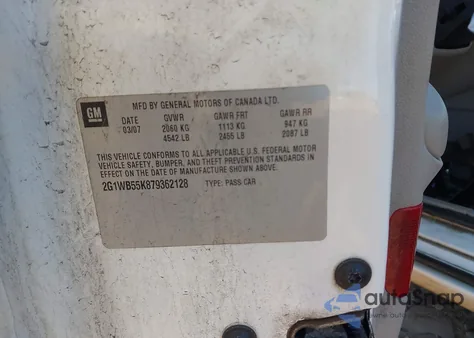 MFD BY GENERAL MOTORS OF CANADA LTD.
GM
DATE GVWR GAWR FRT GAWR RR
03/07 2060 KG 1113 KG 947 KG
4542 LB 2455 LB 2087 LB
THIS VEHICLE CONFORMS TO ALL APPLICABLE U.S. FEDERAL MOTOR
VEHICLE SAFETY, BUMPER, AND THEFT PREVENTION STANDARDS IN
EFFECT ON THE DATE OF MANUFACTURE SHOWN ABOVE.
2G1WB55K879362128 TYPE: PASS CAR
autoSnap